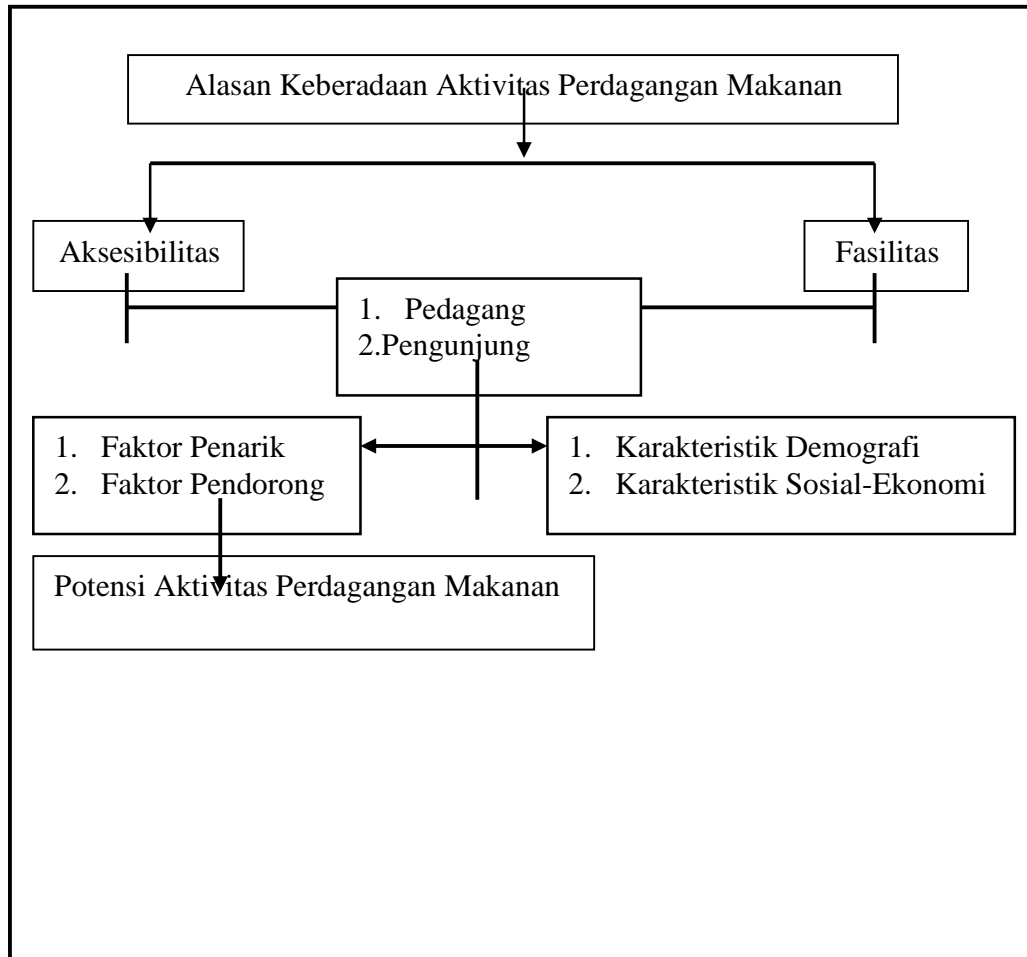 Alasan Keberadaan Aktivitas Perdagangan Makanan
Aksesibilitas
Fasilitas
1. Pedagang
2.Pengunjung
1. Faktor Penarik
2. Faktor Pendorong
1. Karakteristik Demografi
2. Karakteristik Sosial-Ekonomi
Potensi Aktivitas Perdagangan Makanan